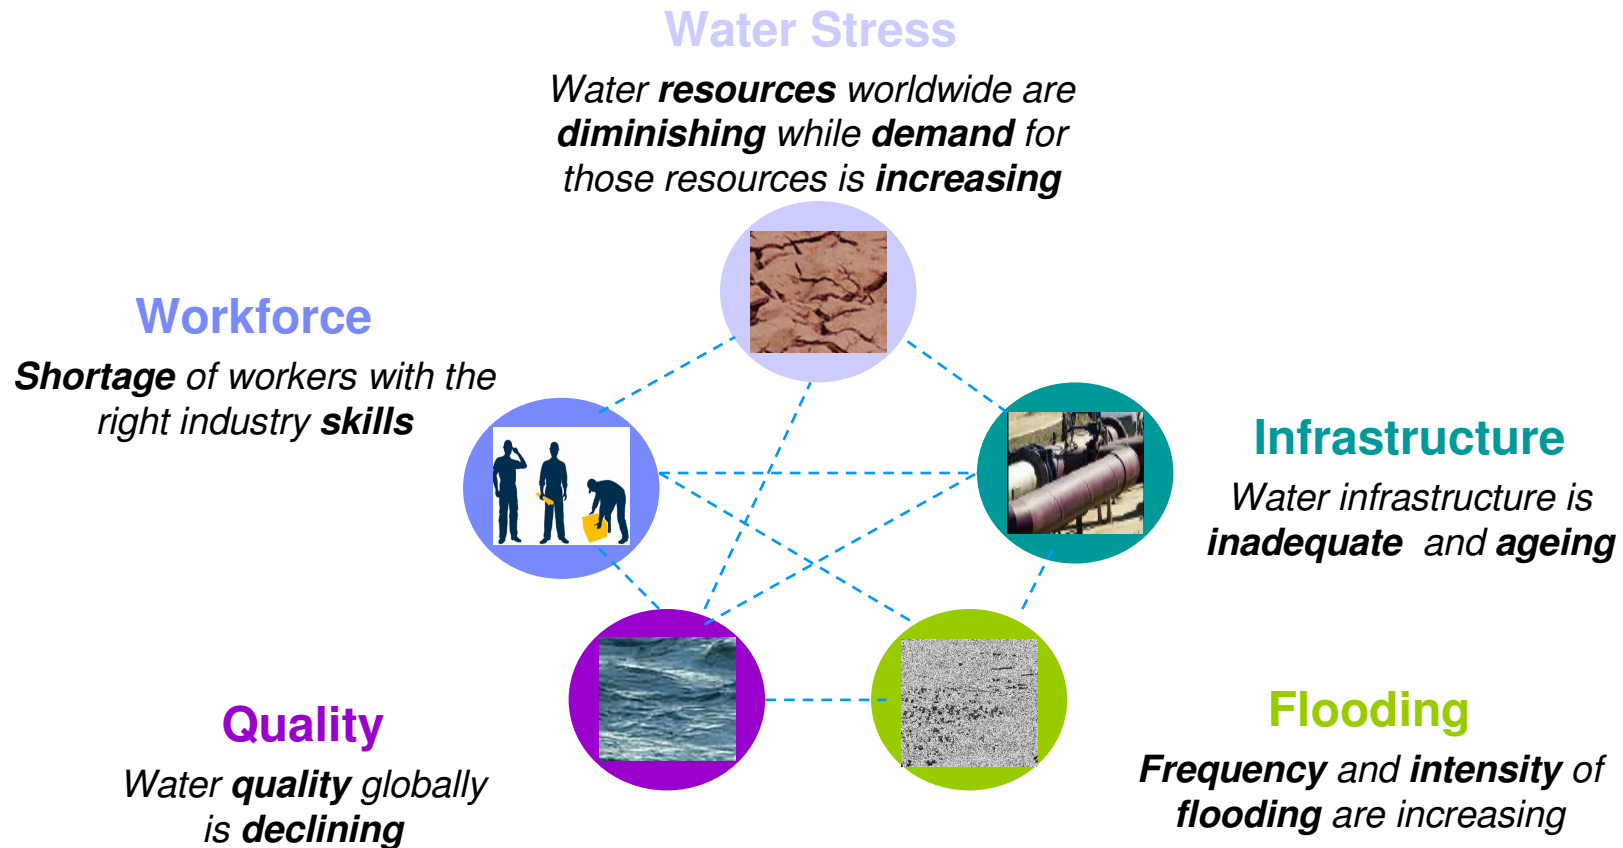 Water Stress
Water resources worldwide are
diminishing while demand for
those resources is increasing
Workforce
Shortage of workers with the
right industry skills
Infrastructure
Water infrastructure is
inadequate and ageing
Quality
Water quality globally
is declining
Flooding
Frequency and intensity of
flooding are increasing